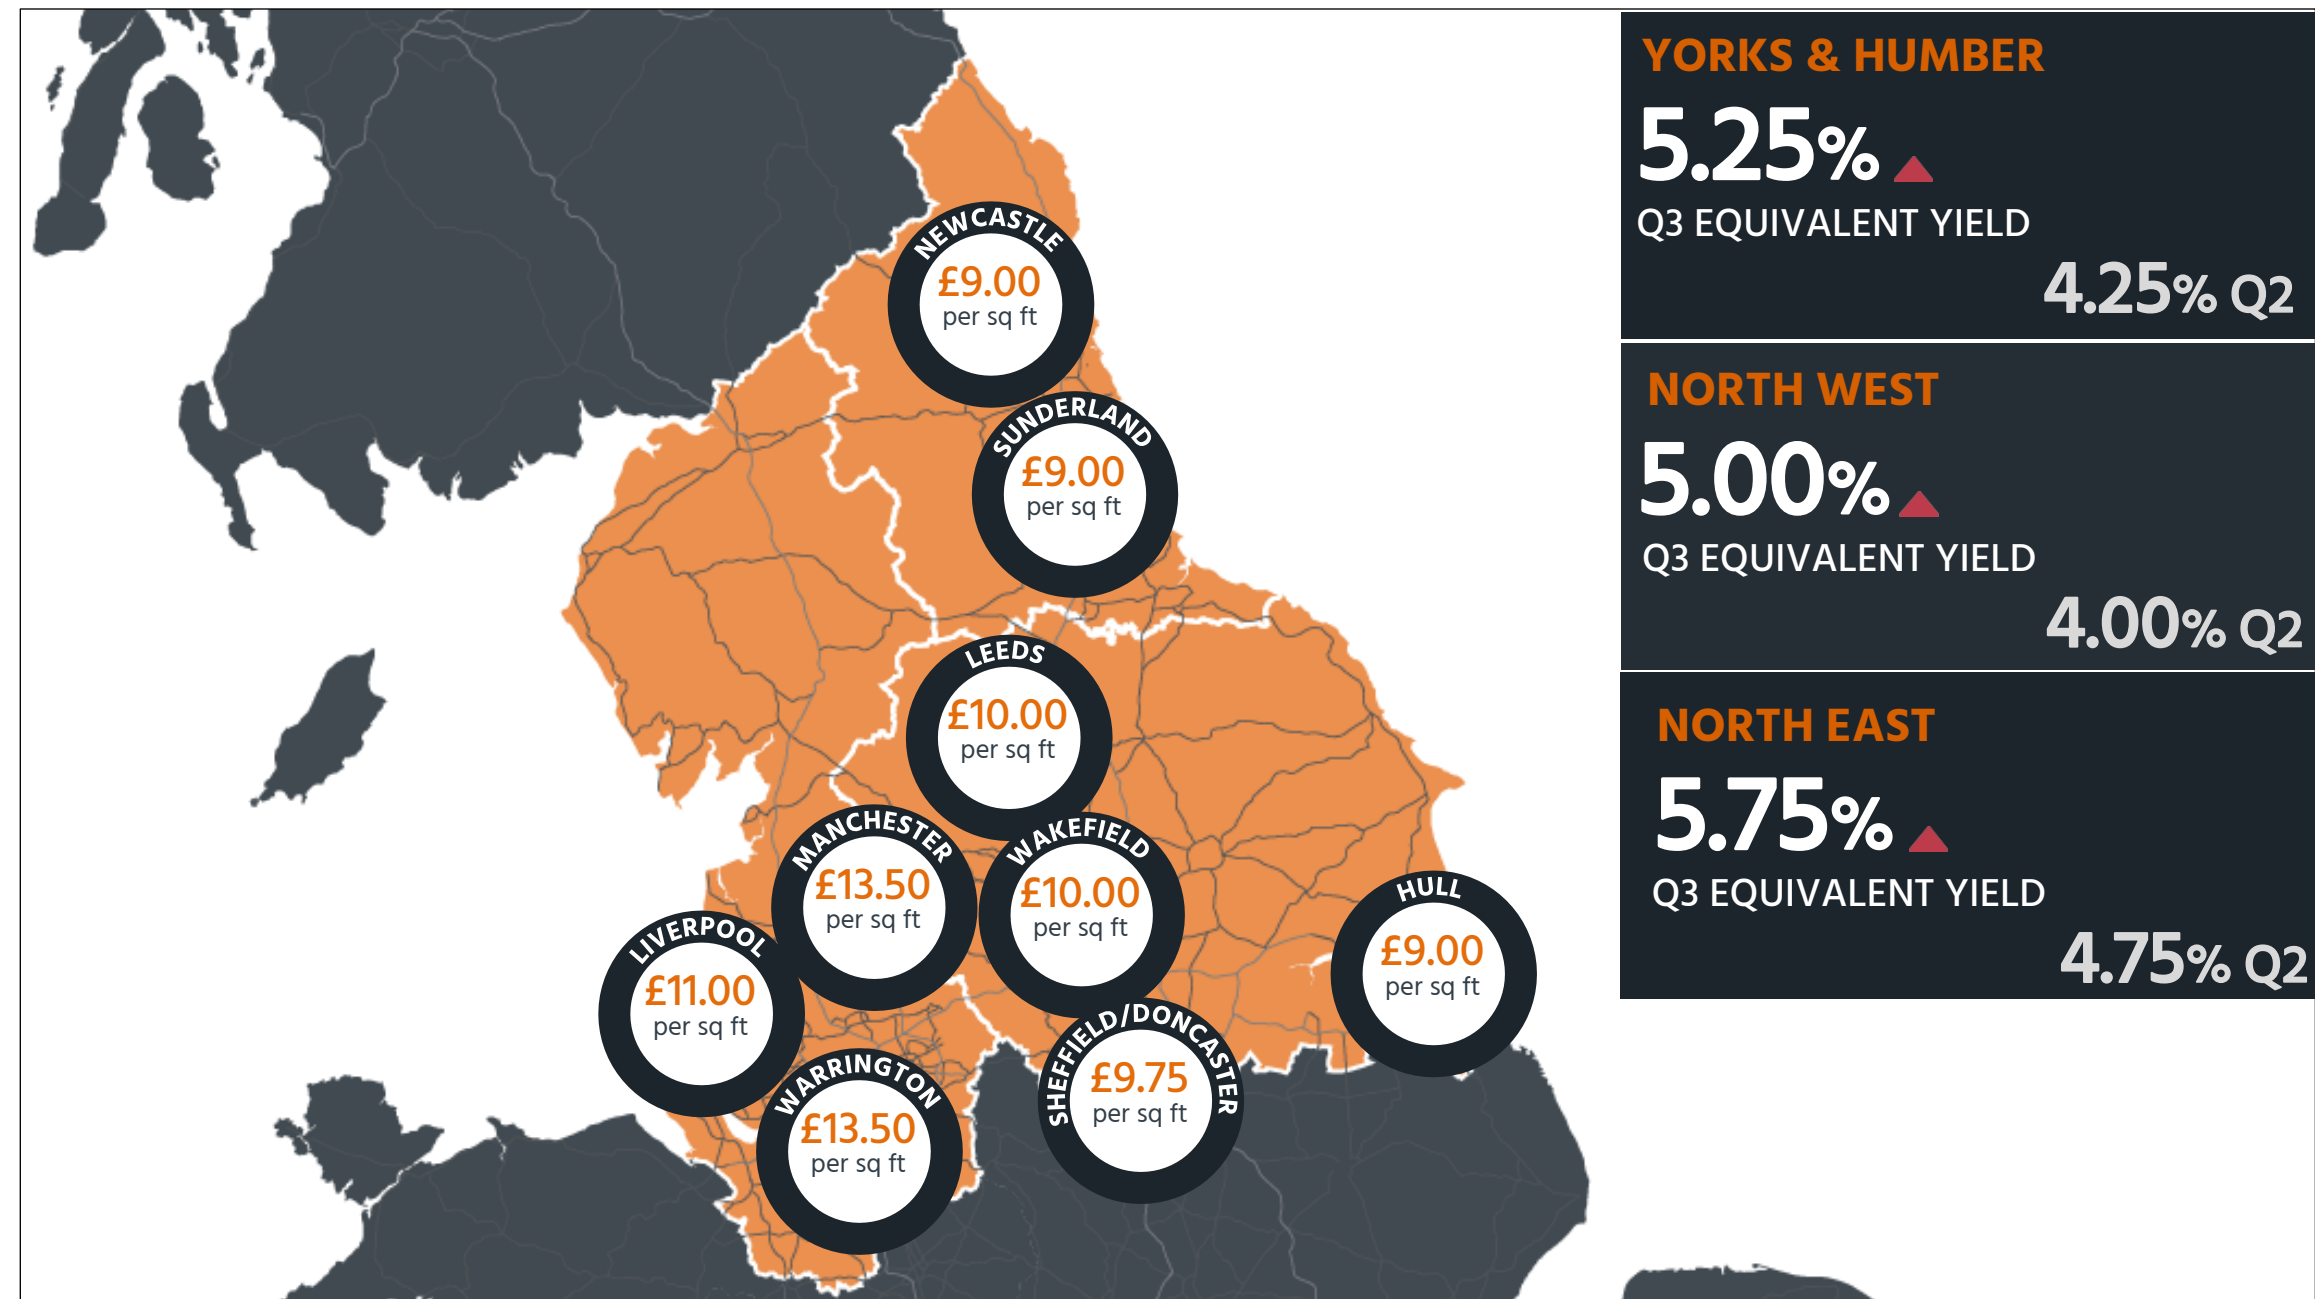 NEWCASTLE
£9.00
per sq ft
SUNDERLAND
£9.00
per sq ft
LEEDS
£10.00
per sq ft
MANCHESTER
£13.50
per sq ft
WAKEFIELD
£10.00
per sq ft
HULL
£9.00
per sq ft
LIVERPOOL
£11.00
per sq ft
SHEFFIELD/DONCASTER
£9.75
per sq ft
WARRINGTON
£13.50
per sq ft
YORKS & HUMBER
5.25%
Q3 EQUIVALENT YIELD
4.25% Q2
NORTH WEST
5.00%
Q3 EQUIVALENT YIELD
4.00% Q2
NORTH EAST
5.75%
Q3 EQUIVALENT YIELD
4.75% Q2